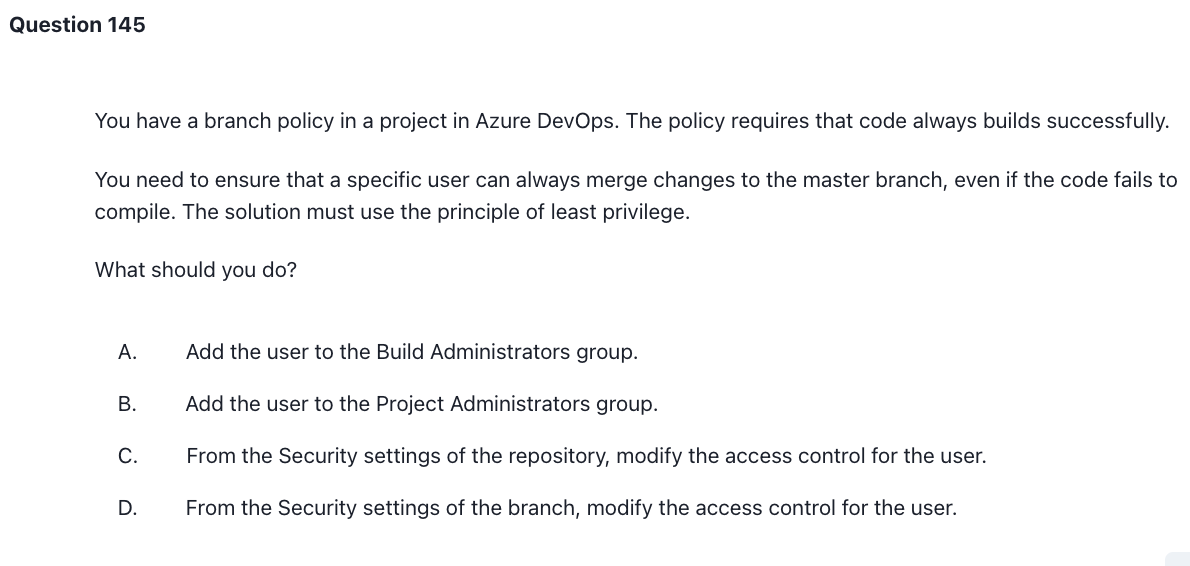 Question 145
You have a branch policy in a project in Azure DevOps. The policy requires that code always builds successfully.
You need to ensure that a specific user can always merge changes to the master branch, even if the code fails to
compile. The solution must use the principle of least privilege.
What should you do?
A. Add the user to the Build Administrators group.
B. Add the user to the Project Administrators group.
C. From the Security settings of the repository, modify the access control for the user.
D. From the Security settings of the branch, modify the access control for the user.